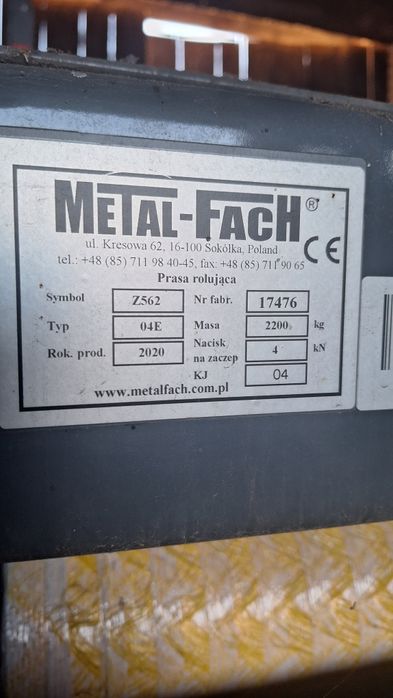 METAL-FACH®
ul. Kresowa 62, 16-100 Sokółka, Poland
tel.: +48 (85) 711 98 40-45, fax: +48 (85) 711 90 65
CE
Prasa rolująca
Symbol Z562 Nr fabr. 17476
Typ 04E Masa 2200 kg
Rok. prod. 2020 Nacisk na zaczep 4 kN
KJ 04
www.metalfach.com.pl